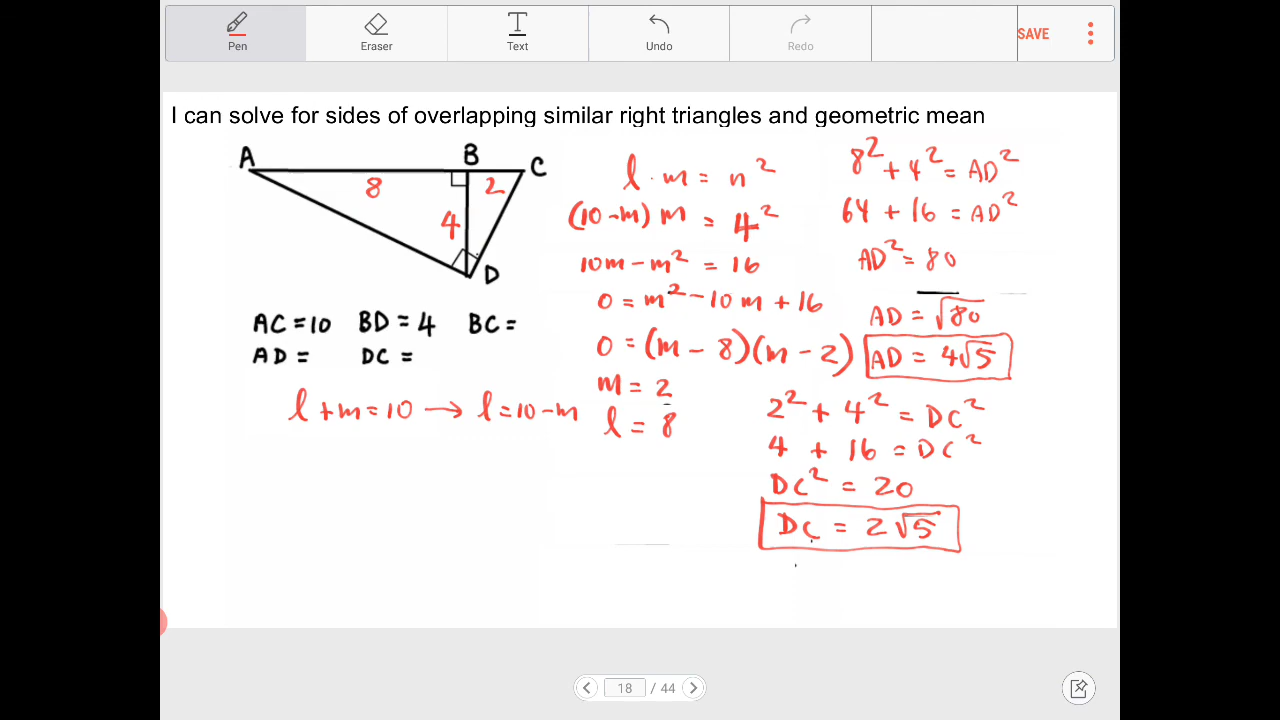 Pen
Eraser
Text
Undo
Redo
SAVE
I can solve for sides of overlapping similar right triangles and geometric mean
A
B
C
8
2
4
D
AC = 10 BD = 4 BC =
AD = DC =
l + m = 10 → l = 10 - m
l · m = n²
(10 - m) m = 4²
10m - m² = 16
0 = m² - 10m + 16
0 = (m - 8)(m - 2)
m = 2
l = 8
8² + 4² = AD²
64 + 16 = AD²
AD² = 80
AD = √80
AD = 4√5
2² + 4² = DC²
4 + 16 = DC²
DC² = 20
DC = 2√5
18 / 44